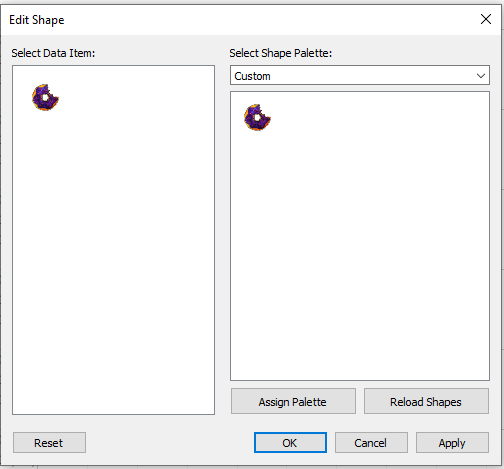 Edit Shape
Select Data Item:
Select Shape Palette:
Custom
Assign Palette
Reload Shapes
Reset
OK
Cancel
Apply